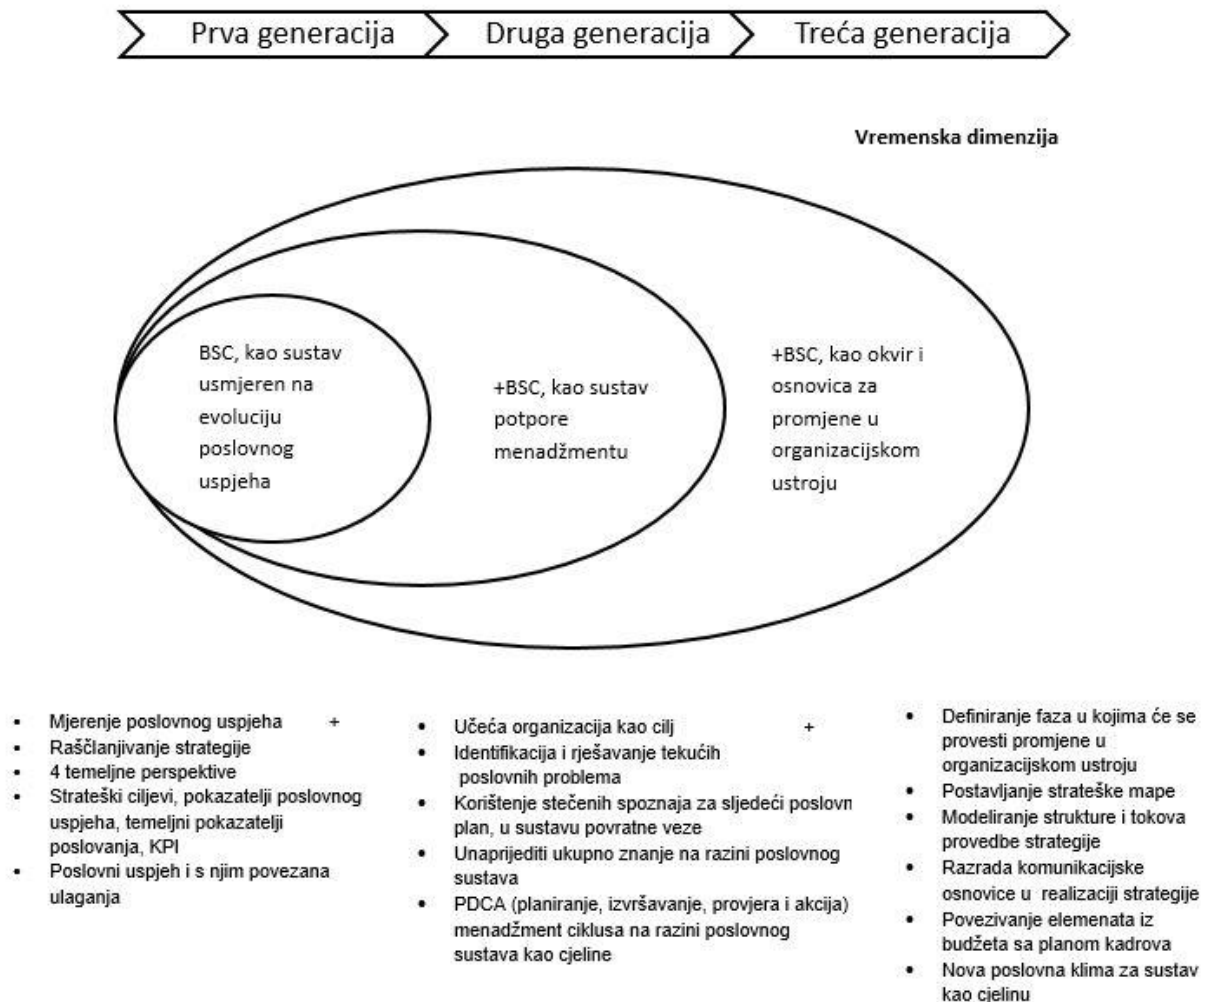 Prva generacija
Druga generacija
Treća generacija
Vremenska dimenzija
BSC, kao sustav
usmjeren na
evoluciju
poslovnog
uspjeha
+BSC, kao sustav
potpore
menadžmentu
+BSC, kao okvir i
osnovica za
promjene u
organizacijskom
ustroju
• Mjerenje poslovnog uspjeha +
• Raščlanjivanje strategije
• 4 temeljne perspektive
• Strateški ciljevi, pokazatelji poslovnog
uspjeha, temeljni pokazatelji
poslovanja, KPI
• Poslovni uspjeh i s njim povezana
ulaganja
• Učeća organizacija kao cilj +
• Identifikacija i rješavanje tekućih
poslovnih problema
• Korištenje stečenih spoznaja za sljedeći poslovn
plan, u sustavu povratne veze
• Unaprijediti ukupno znanje na razini poslovnog
sustava
• PDCA (planiranje, izvršavanje, provjera i akcija)
menadžment ciklusa na razini poslovnog
sustava kao cjeline
• Definiranje faza u kojima će se
provesti promjene u
organizacijskom ustroju
• Postavljanje strateške mape
• Modeliranje strukture i tokova
provedbe strategije
• Razrada komunikacijske
osnovice u realizaciji strategije
• Povezivanje elemenata iz
budžeta sa planom kadrova
• Nova poslovna klima za sustav
kao cjelinu